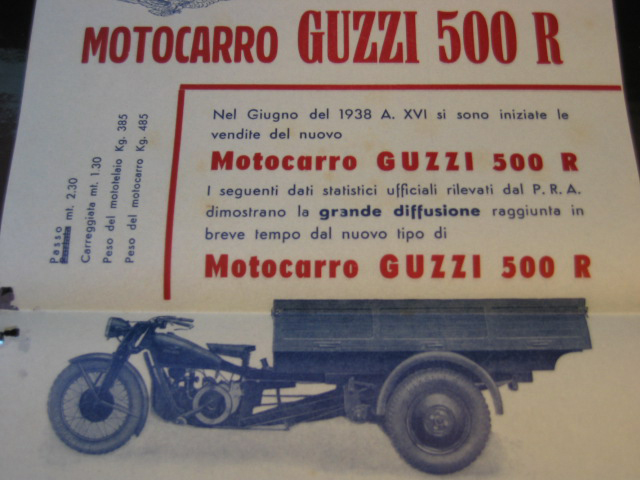 MOTOCARRO GUZZI 500 R
Passo mt. 2.30
Carreggiata mt. 1.30
Peso del mototelaio Kg. 385
Peso del motocarro Kg. 485
Nel Giugno del 1938 A. XVI si sono iniziate le
vendite del nuovo
Motocarro GUZZI 500 R
I seguenti dati statistici ufficiali rilevati dal P. R. A.
dimostrano la grande diffusione raggiunta in
breve tempo dal nuovo tipo di
Motocarro GUZZI 500 R